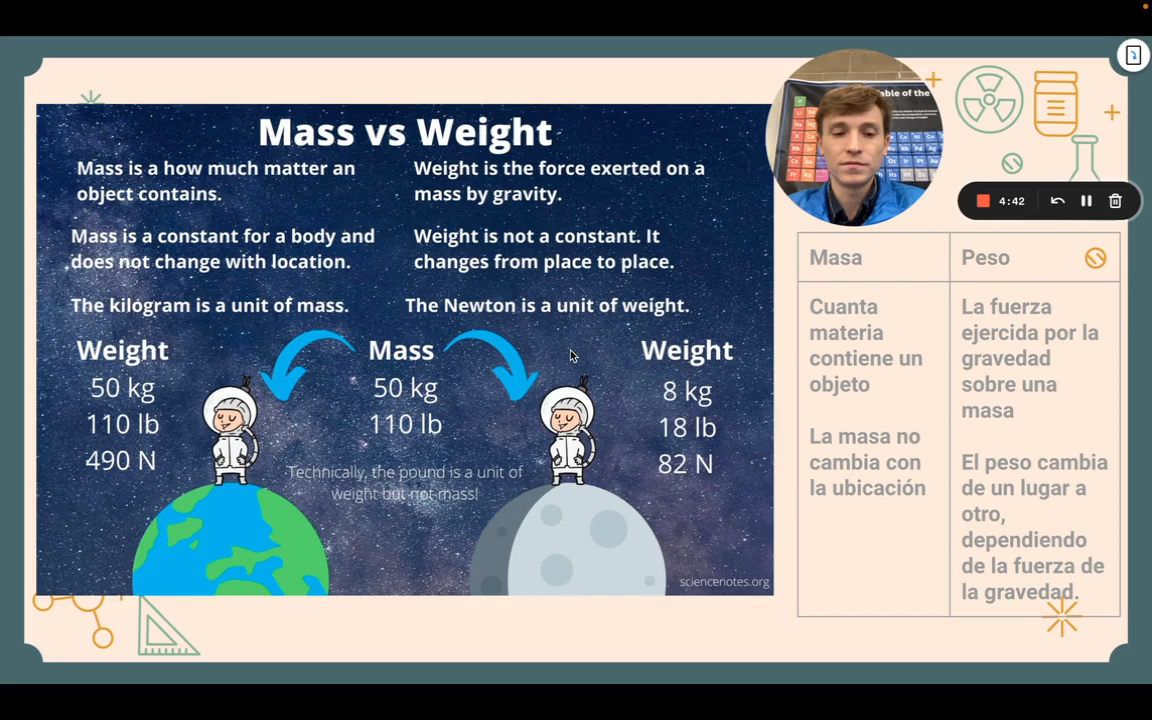 Mass vs Weight
Mass is a how much matter an
object contains.
Mass is a constant for a body and
does not change with location.
The kilogram is a unit of mass.
Weight is the force exerted on a
mass by gravity.
Weight is not a constant. It
changes from place to place.
The Newton is a unit of weight.
Weight
50 kg
110 lb
490 N
Mass
50 kg
110 lb
Technically, the pound is a unit of
weight but not mass!
Weight
8 kg
18 lb
82 N
sciencenotes.org
able of the
4:42
Masa
Cuanta
materia
contiene un
objeto
La masa no
cambia con
la ubicación
Peso
La fuerza
ejercida por la
gravedad
sobre una
masa
El peso cambia
de un lugar a
otro,
dependiendo
de la fuerza de
la gravedad.